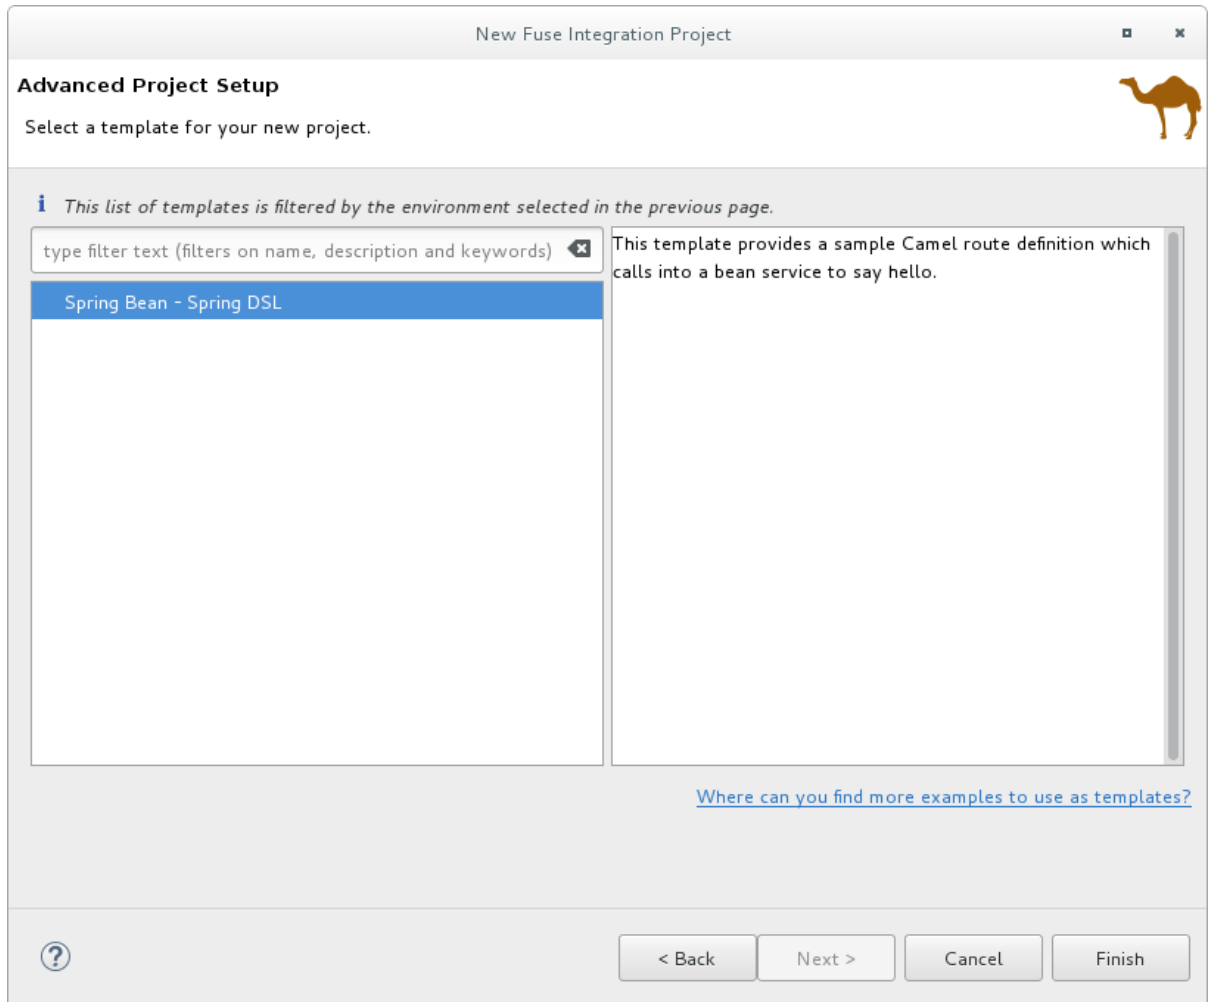 New Fuse Integration Project
Advanced Project Setup
Select a template for your new project.
i This list of templates is filtered by the environment selected in the previous page.
type filter text (filters on name, description and keywords)
Spring Bean - Spring DSL
This template provides a sample Camel route definition which
calls into a bean service to say hello.
Where can you find more examples to use as templates?
? < Back Next > Cancel Finish